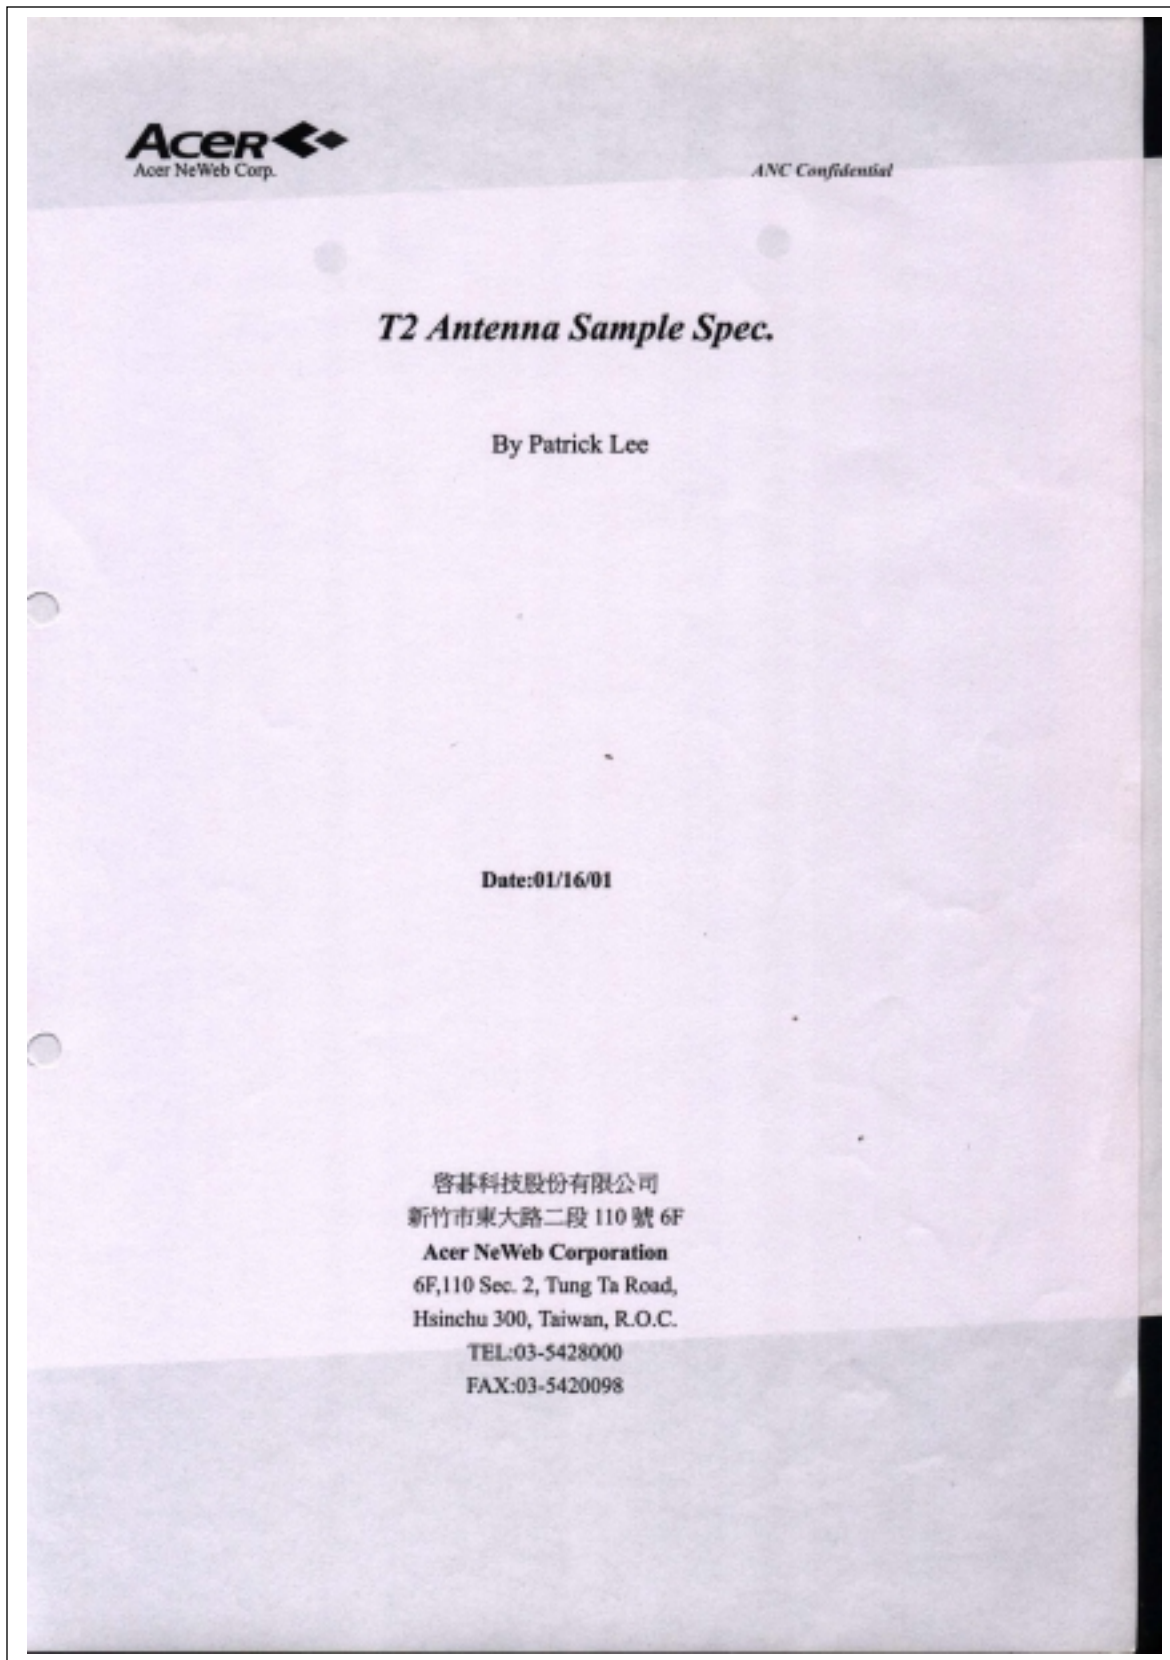 ACER
Acer NeWeb Corp.
ANC Confidential
T2 Antenna Sample Spec.
By Patrick Lee
Date:01/16/01
啓碁科技股份有限公司
新竹市東大路二段 110 號 6F
Acer NeWeb Corporation
6F,110 Sec. 2, Tung Ta Road,
Hsinchu 300, Taiwan, R.O.C.
TEL:03-5428000
FAX:03-5420098